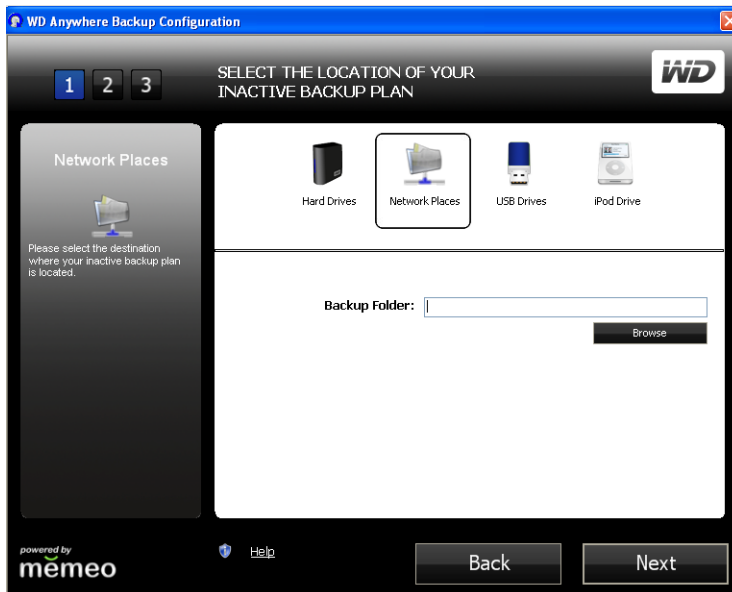 WD Anywhere Backup Configuration
1 2 3
SELECT THE LOCATION OF YOUR
INACTIVE BACKUP PLAN
WD
Network Places
Please select the destination
where your inactive backup plan
is located.
Hard Drives
Network Places
USB Drives
iPod Drive
Backup Folder:
Browse
powered by
memeo
Help
Back
Next